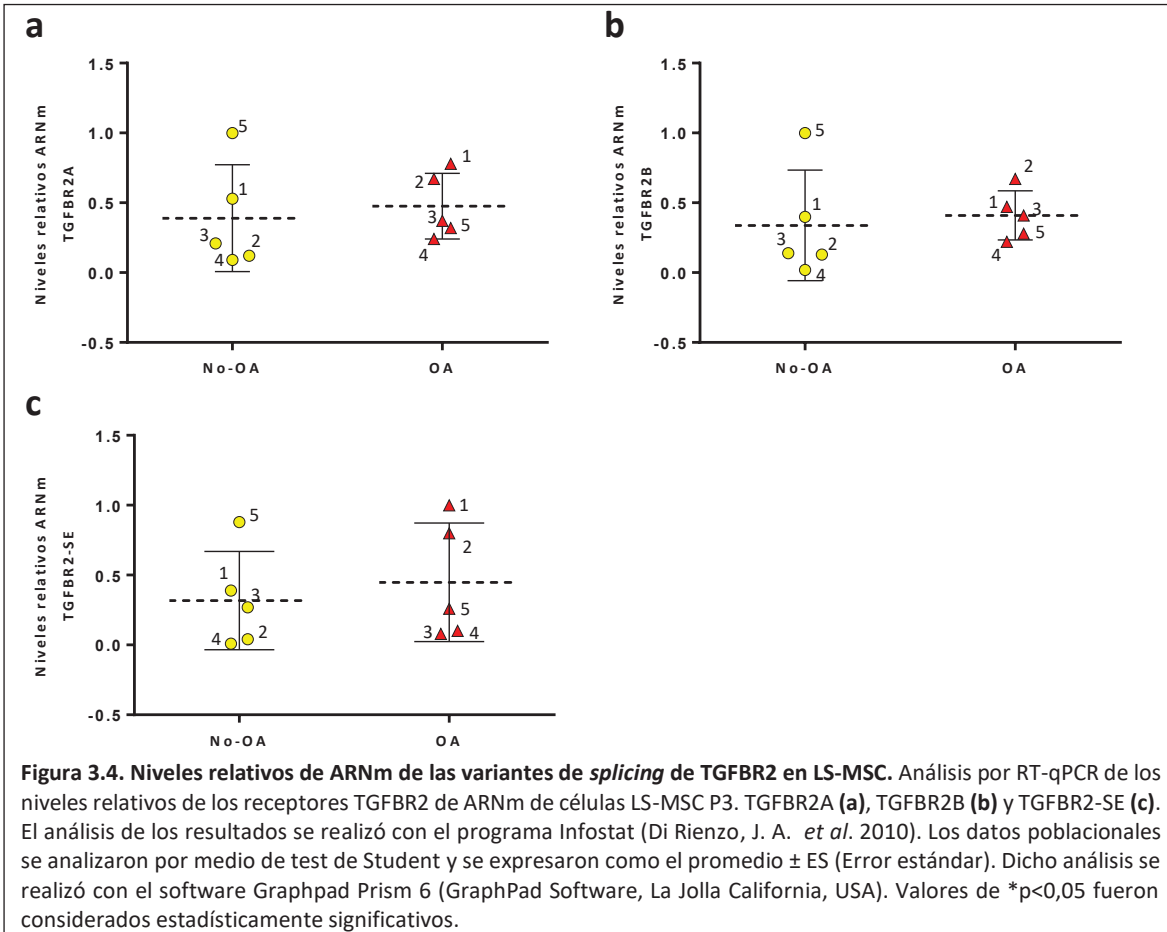 a
Niveles relativos ARNm
TGFBR2A
1.5
1.0
0.5
0.0
-0.5
5
1
3
2
4
1
2
3
5
4
No-OA
OA
b
Niveles relativos ARNm
TGFBR2B
1.5
1.0
0.5
0.0
-0.5
5
1
3
2
4
2
1
3
5
4
No-OA
OA
c
Niveles relativos ARNm
TGFBR2-SE
1.5
1.0
0.5
0.0
-0.5
5
1
3
4
2
1
2
5
3
4
No-OA
OA
Figura 3.4. Niveles relativos de ARNm de las variantes de splicing de TGFBR2 en LS-MSC. Análisis por RT-qPCR de los
niveles relativos de los receptores TGFBR2 de ARNm de células LS-MSC P3. TGFBR2A (a), TGFBR2B (b) y TGFBR2-SE (c).
El análisis de los resultados se realizó con el programa Infostat (Di Rienzo, J. A. et al. 2010). Los datos poblacionales
se analizaron por medio de test de Student y se expresaron como el promedio ± ES (Error estándar). Dicho análisis se
realizó con el software Graphpad Prism 6 (GraphPad Software, La Jolla California, USA). Valores de *p<0,05 fueron
considerados estadísticamente significativos.